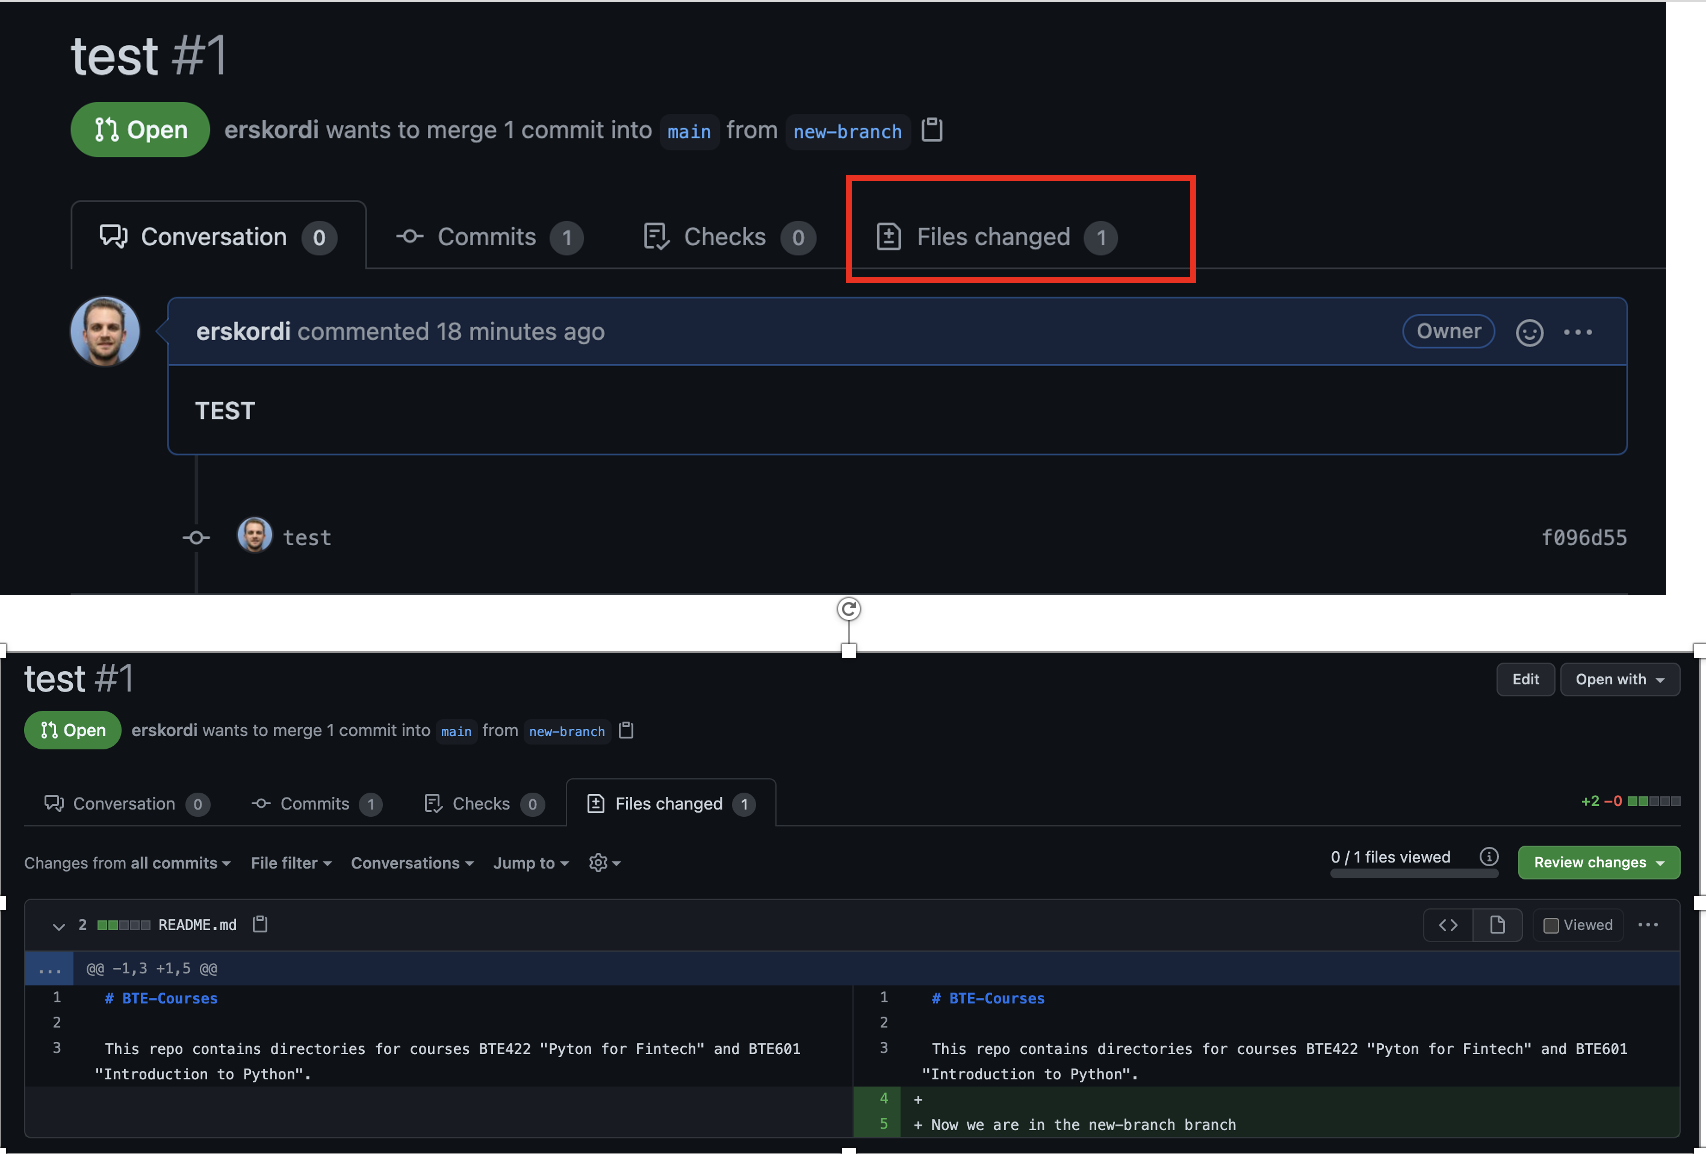 test #1
Open erskordi wants to merge 1 commit into main from new-branch
Conversation 0 Commits 1 Checks 0 Files changed 1
erskordi commented 18 minutes ago Owner
TEST
test f096d55
test #1 Edit Open with
Open erskordi wants to merge 1 commit into main from new-branch
Conversation 0 Commits 1 Checks 0 Files changed 1 +2 −0
Changes from all commits File filter Conversations Jump to 0 / 1 files viewed Review changes
2 README.md Viewed
... @@ -1,3 +1,5 @@
1 # BTE-Courses
2
3 This repo contains directories for courses BTE422 "Pyton for Fintech" and BTE601
"Introduction to Python".
1 # BTE-Courses
2
3 This repo contains directories for courses BTE422 "Pyton for Fintech" and BTE601
"Introduction to Python".
4 +
5 + Now we are in the new-branch branch